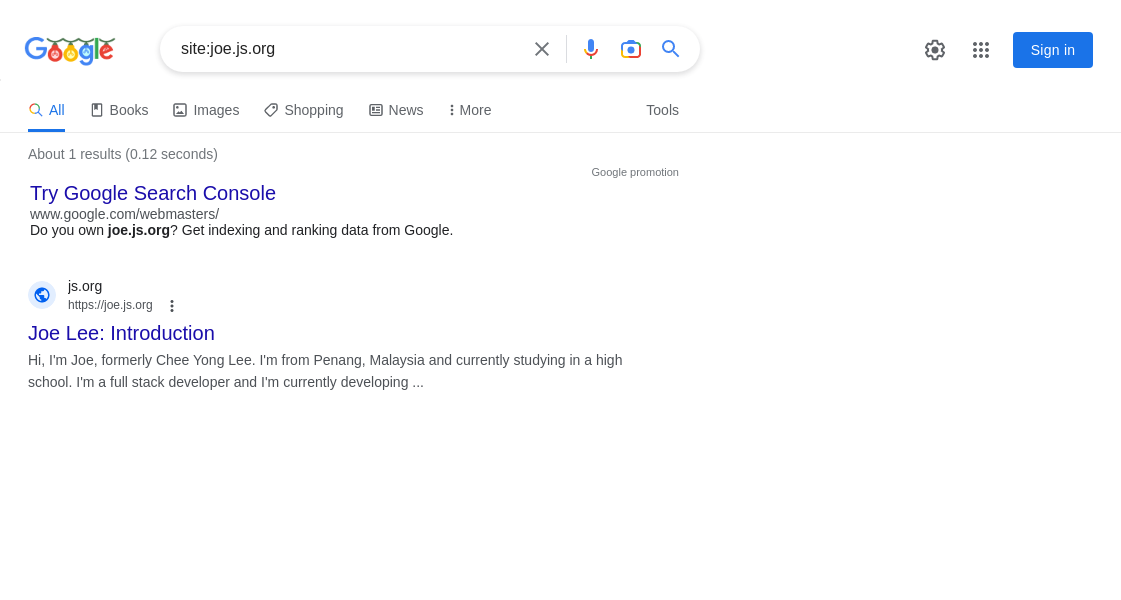 Google
site:joe.js.org
Sign in
All Books Images Shopping News More Tools
About 1 results (0.12 seconds)
Google promotion
Try Google Search Console
www.google.com/webmasters/
Do you own joe.js.org? Get indexing and ranking data from Google.
js.org
https://joe.js.org
Joe Lee: Introduction
Hi, I'm Joe, formerly Chee Yong Lee. I'm from Penang, Malaysia and currently studying in a high
school. I'm a full stack developer and I'm currently developing ...